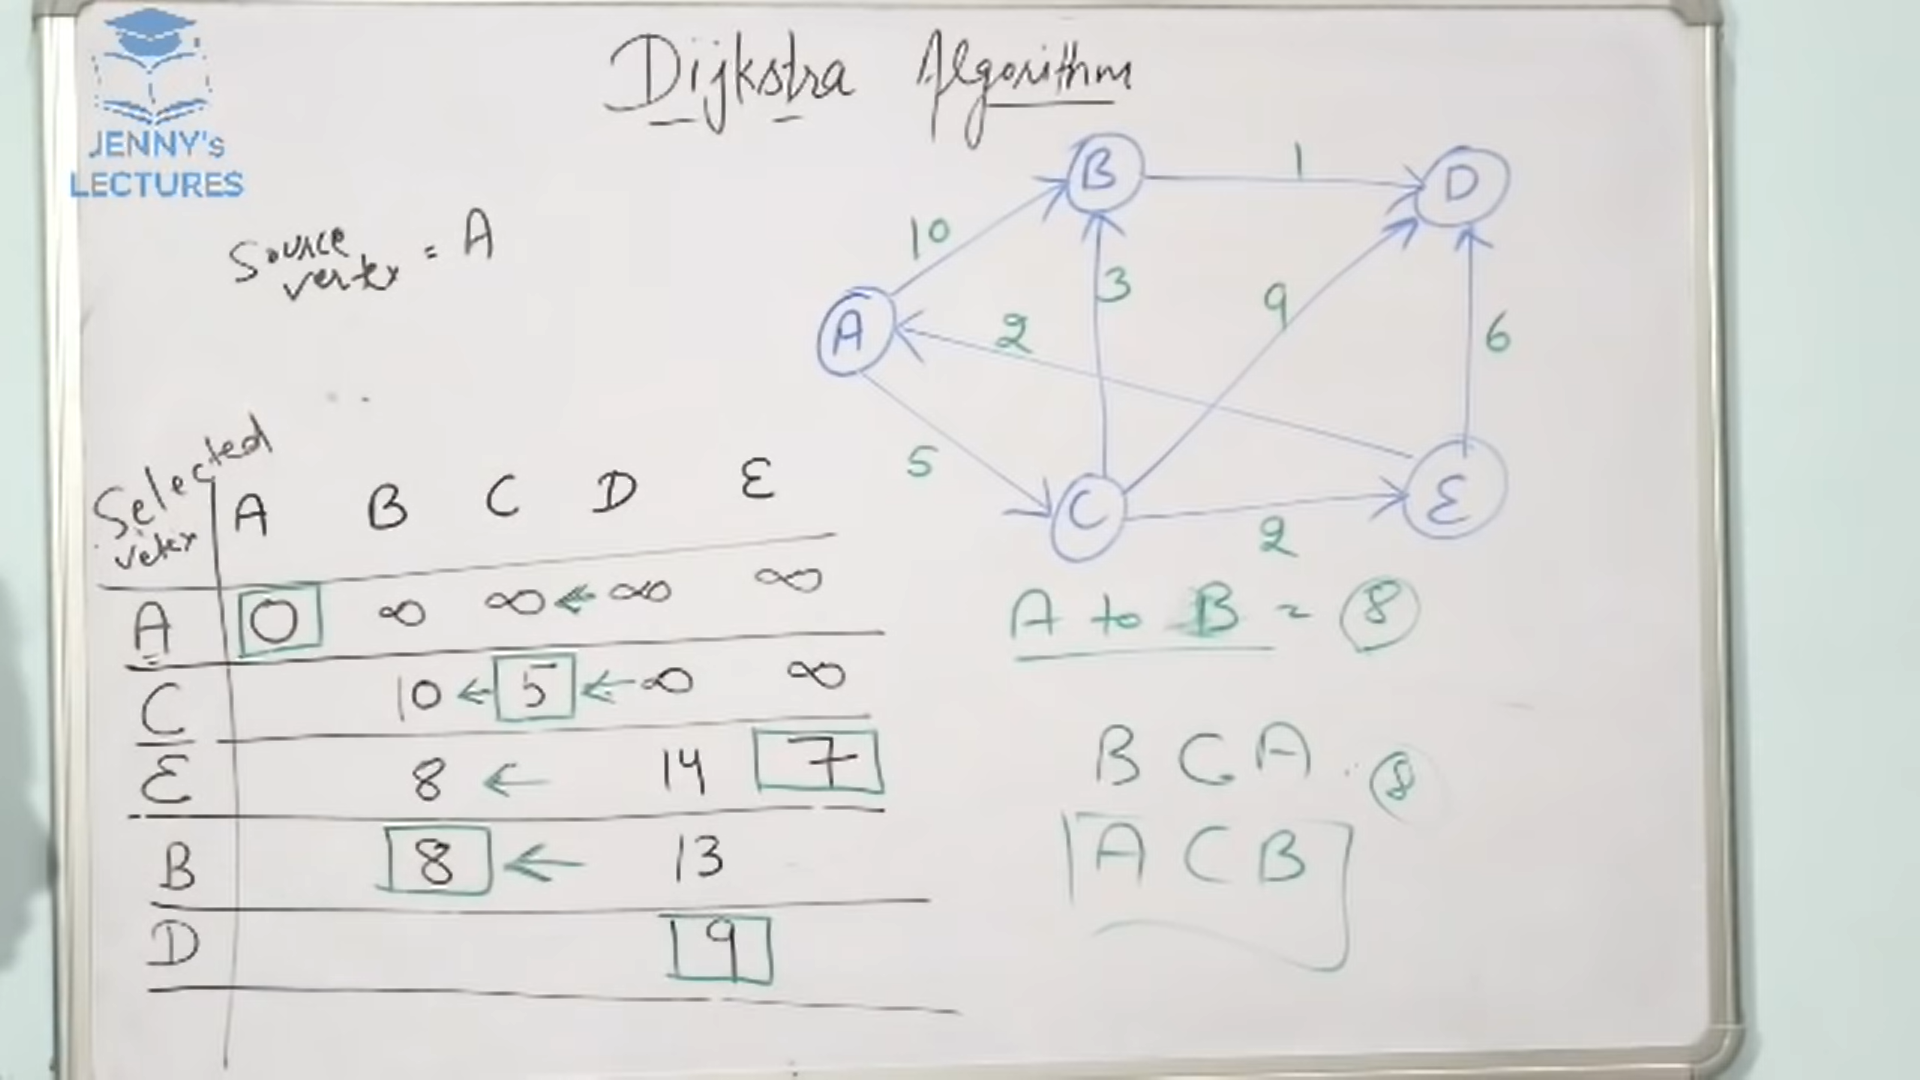 JENNY's
LECTURES
Dijkstra Algorithm
Source
vertex = A
B
1
D
10
3
9
A
2
6
5
C
2
E
Selected
A B C D E
A 0 ∞ ∞ ← ∞ ∞
C 10 ← 5 ← ∞ ∞
E 8 ← 14 7
B 8 ← 13
D 9
A to B = 8
B C A 8
A C B